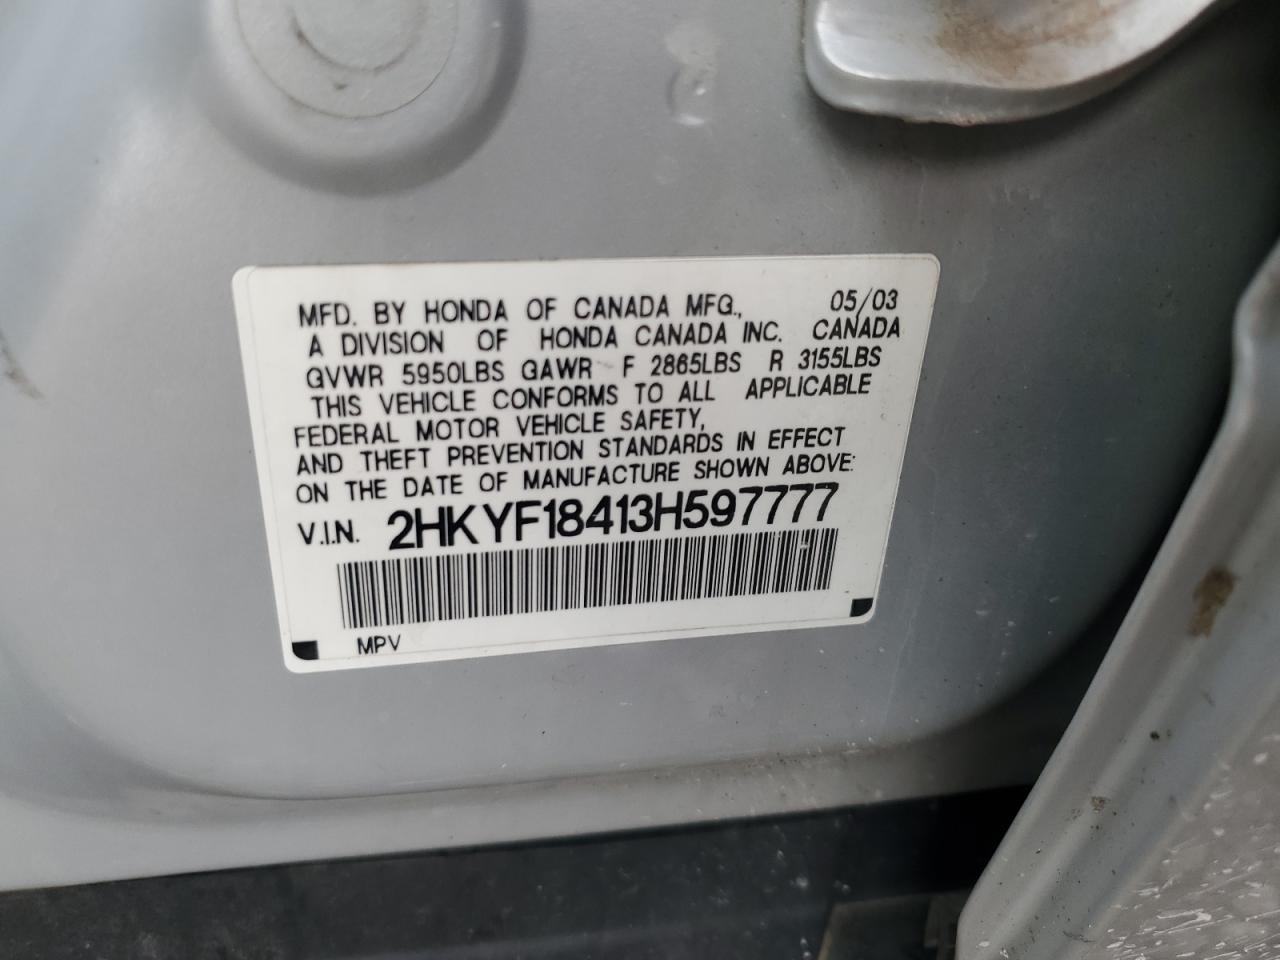 MFD. BY HONDA OF CANADA MFG., 05/03
A DIVISION OF HONDA CANADA INC. CANADA
GVWR 5950LBS GAWR F 2865LBS R 3155LBS
THIS VEHICLE CONFORMS TO ALL APPLICABLE
FEDERAL MOTOR VEHICLE SAFETY,
AND THEFT PREVENTION STANDARDS IN EFFECT
ON THE DATE OF MANUFACTURE SHOWN ABOVE:
V.I.N. 2HKYF18413H597777
MPV